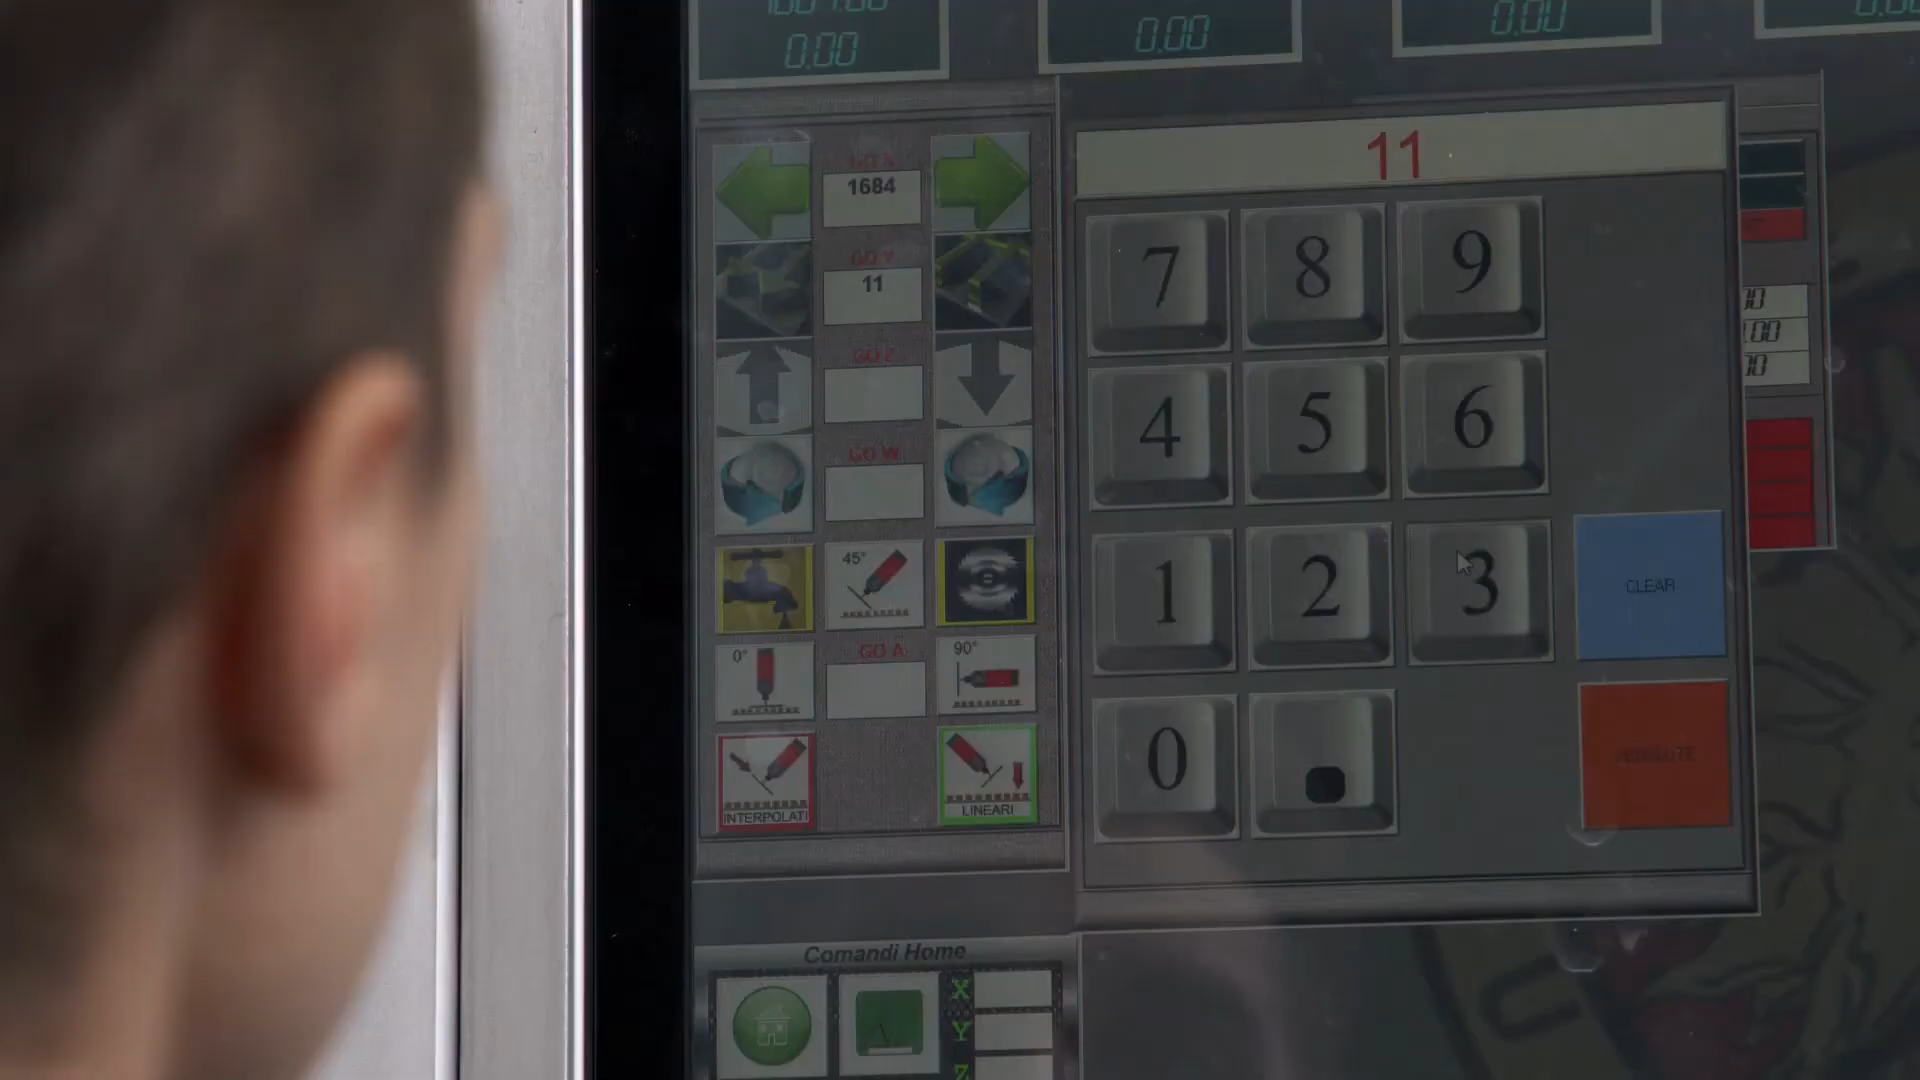 0.00
0.00
0.00
11
GO X
1684
GO Y
11
GO Z
GO W
45°
0°
GO A
90°
INTERPOLATI
LINEARI
7 8 9
4 5 6
1 2 3
CLEAR
0 .
Comandi Home
X
Y
Z